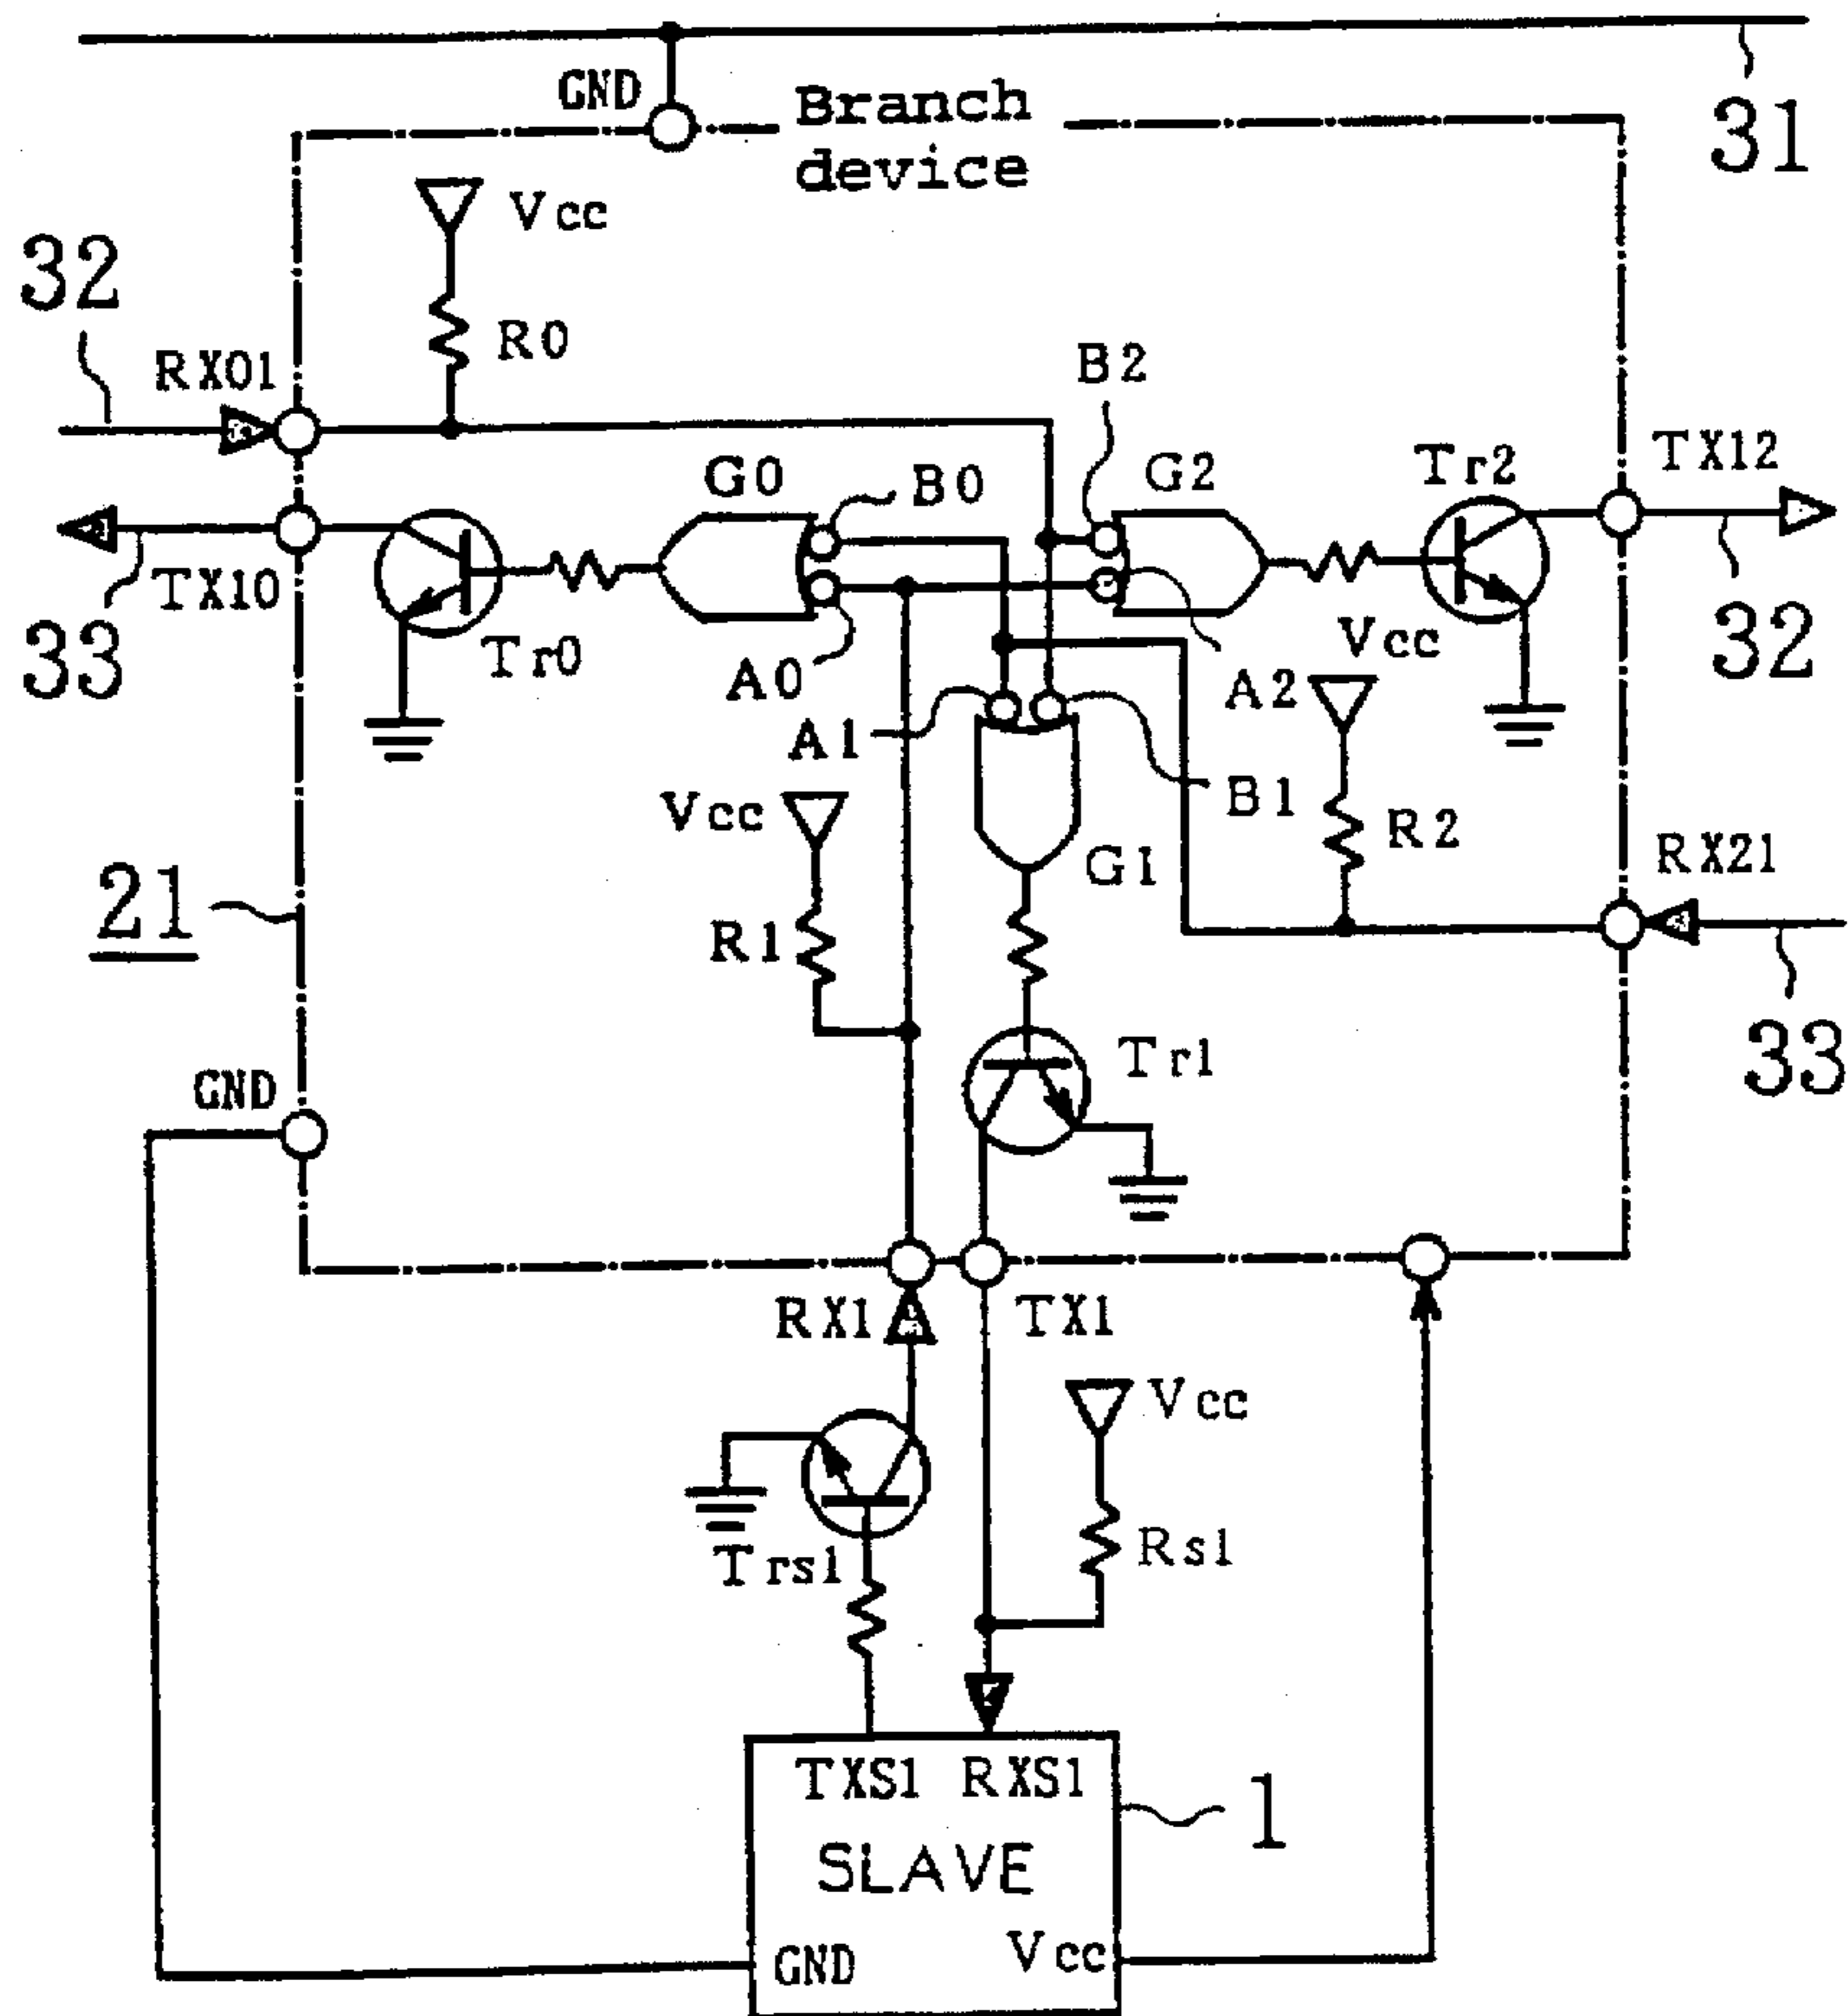 GND
Branch
device
31
Vcc
32
R0
RX01
B2
G0
B0
G2
Tr2
TX12
TX10
33
Tr0
A0
Vcc
32
A2
A1
B1
Vcc
R2
G1
RX21
21
R1
33
Tr1
GND
RX1
TX1
Vcc
Trs1
Rs1
TXS1 RXS1
1
SLAVE
GND
Vcc